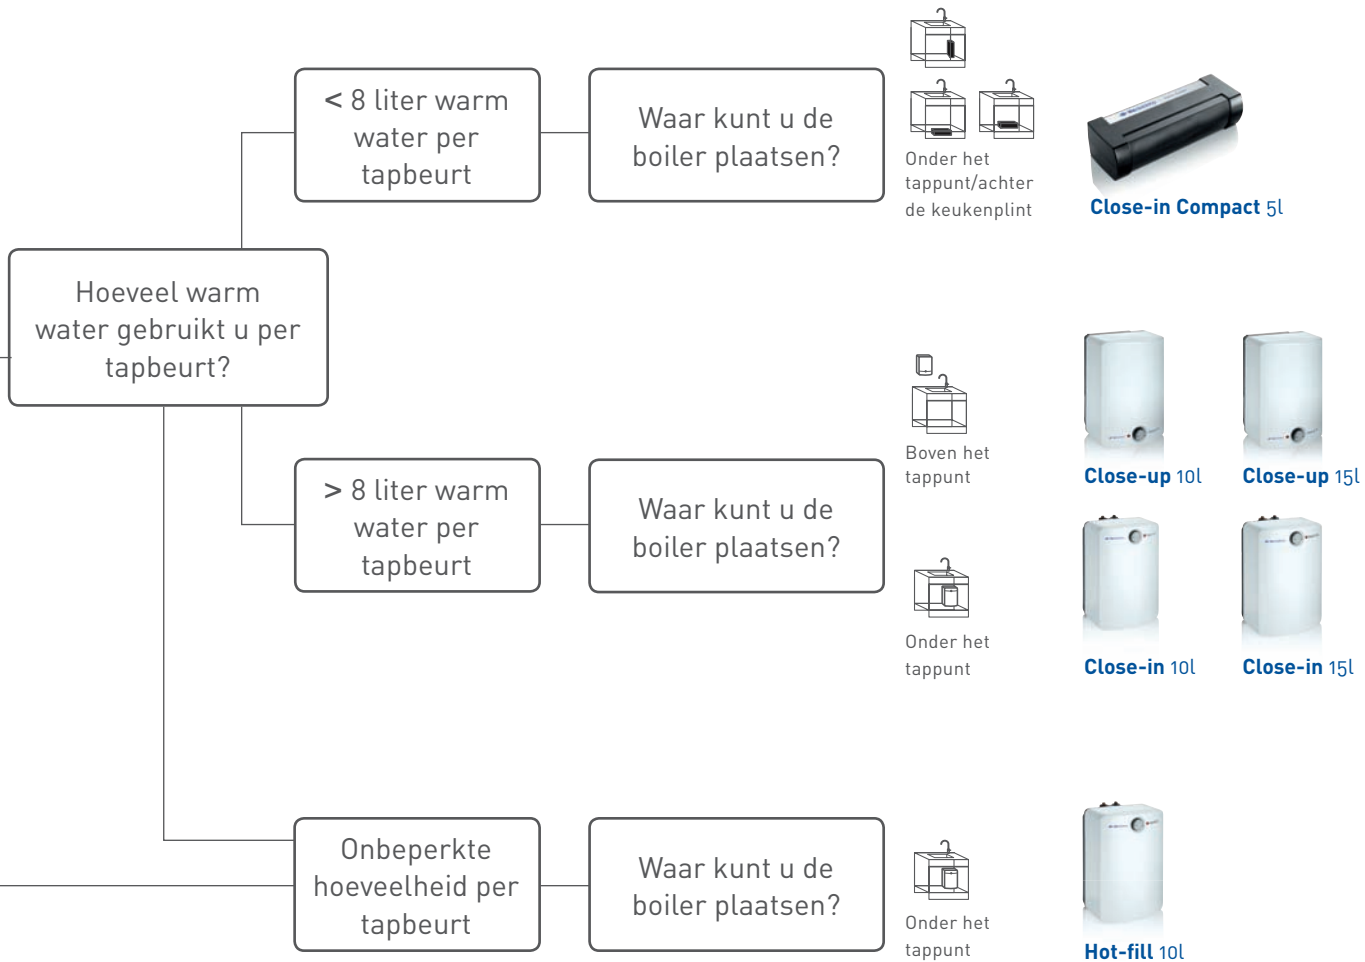 < 8 liter warm
water per
tapbeurt
Waar kunt u de
boiler plaatsen?
Onder het
tappunt/achter
de keukenplint
Close-in Compact 5l
Hoeveel warm
water gebruikt u per
tapbeurt?
> 8 liter warm
water per
tapbeurt
Waar kunt u de
boiler plaatsen?
Boven het
tappunt
Close-up 10l
Close-up 15l
Onder het
tappunt
Close-in 10l
Close-in 15l
Onbeperkte
hoeveelheid per
tapbeurt
Waar kunt u de
boiler plaatsen?
Onder het
tappunt
Hot-fill 10l